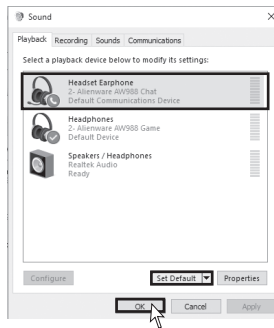 Sound
Playback Recording Sounds Communications
Select a playback device below to modify its settings:
Headset Earphone
2- Alienware AW988 Chat
Default Communications Device
Headphones
2- Alienware AW988 Game
Default Device
Speakers / Headphones
Realtek Audio
Ready
Configure Set Default Properties
OK Cancel Apply